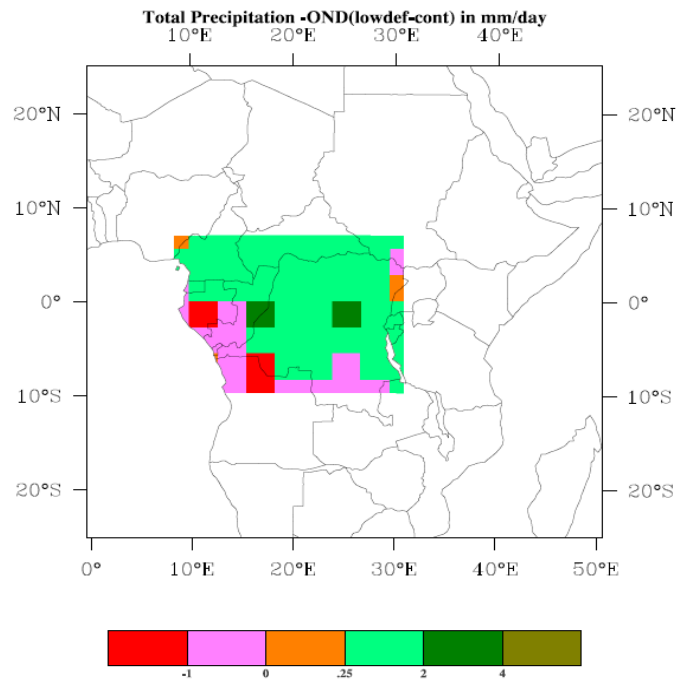 Total Precipitation -OND(lowdef-cont) in mm/day
10°E 20°E 30°E 40°E
20°N 20°N
10°N 10°N
0° 0°
10°S 10°S
20°S 20°S
0° 10°E 20°E 30°E 40°E 50°E
-1 0 .25 2 4